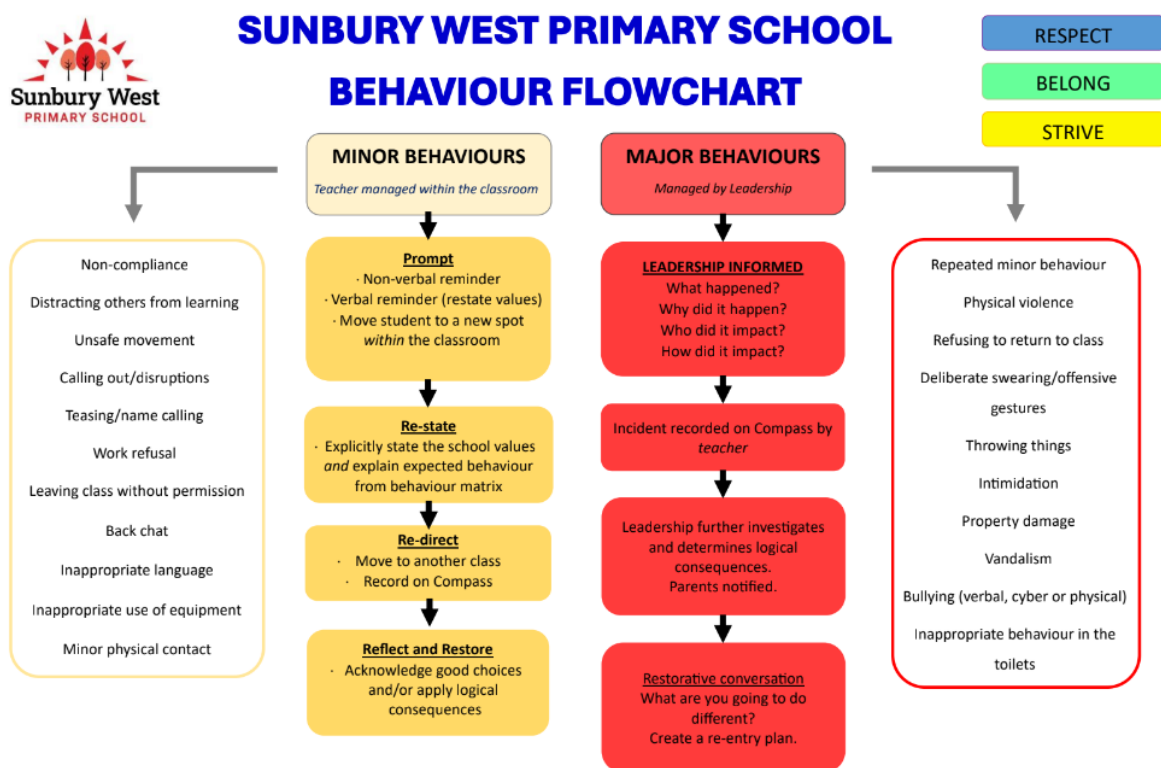 SUNBURY WEST PRIMARY SCHOOL
BEHAVIOUR FLOWCHART
Sunbury West
PRIMARY SCHOOL
RESPECT
BELONG
STRIVE
MINOR BEHAVIOURS
Teacher managed within the classroom
MAJOR BEHAVIOURS
Managed by Leadership
Non-compliance
Distracting others from learning
Unsafe movement
Calling out/disruptions
Teasing/name calling
Work refusal
Leaving class without permission
Back chat
Inappropriate language
Inappropriate use of equipment
Minor physical contact
Prompt
· Non-verbal reminder
· Verbal reminder (restate values)
· Move student to a new spot
within the classroom
Re-state
· Explicitly state the school values
and explain expected behaviour
from behaviour matrix
Re-direct
· Move to another class
· Record on Compass
Reflect and Restore
· Acknowledge good choices
and/or apply logical
consequences
LEADERSHIP INFORMED
What happened?
Why did it happen?
Who did it impact?
How did it impact?
Incident recorded on Compass by
teacher
Leadership further investigates
and determines logical
consequences.
Parents notified.
Restorative conversation
What are you going to do
different?
Create a re-entry plan.
Repeated minor behaviour
Physical violence
Refusing to return to class
Deliberate swearing/offensive
gestures
Throwing things
Intimidation
Property damage
Vandalism
Bullying (verbal, cyber or physical)
Inappropriate behaviour in the
toilets